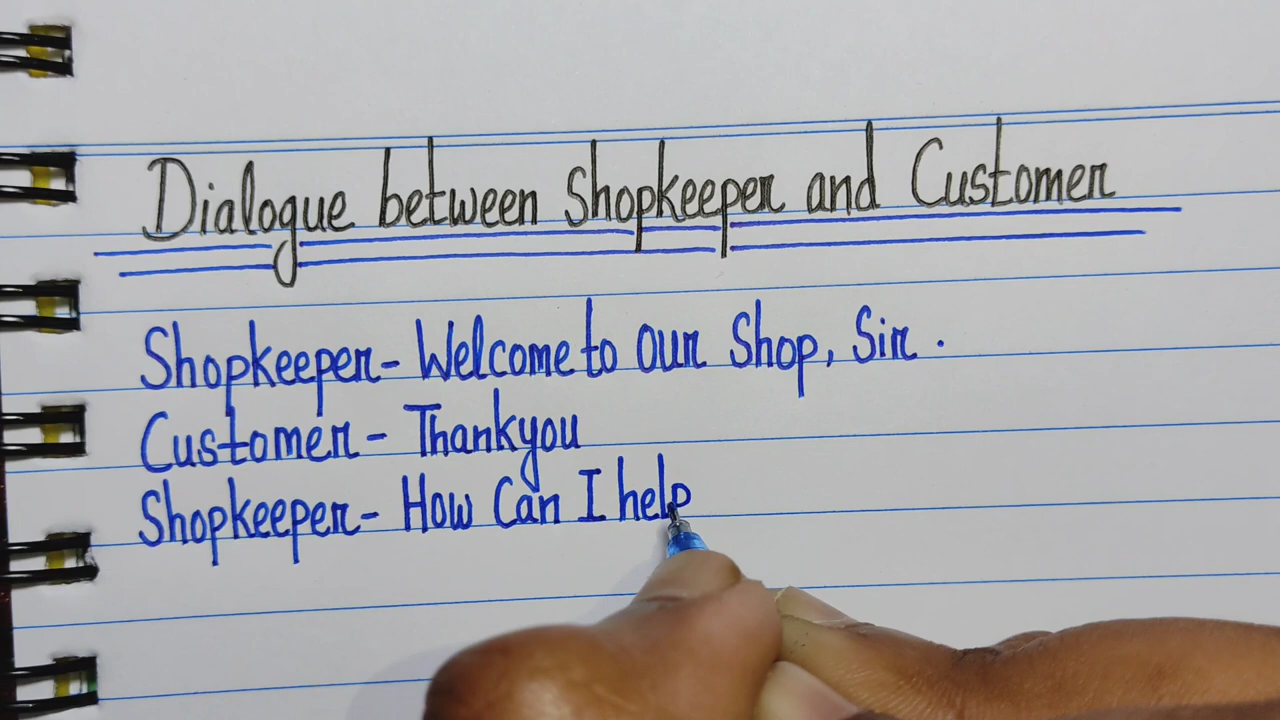 Dialogue between Shopkeeper and Customer
Shopkeeper- Welcome to our Shop, Sir.
Customer - Thankyou
Shopkeeper- How Can I help